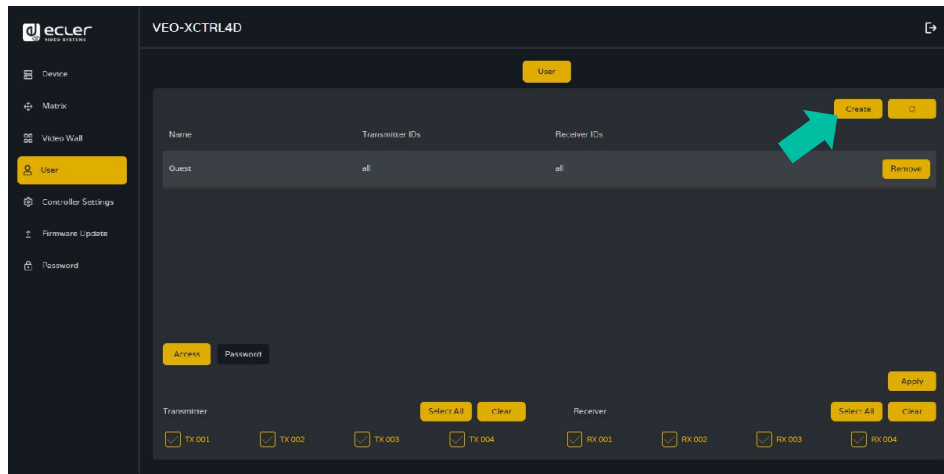 ecler
VIDEO SYSTEMS
VEO-XCTRL4D
Device
Matrix
Video Wall
User
Controller Settings
Firmware Update
Password
User
Create
Name Transmitter IDs Receiver IDs
Guest all all Remove
Access Password
Apply
Transmitter Select All Clear Receiver Select All Clear
TX 001 TX 002 TX 003 TX 004 RX 001 RX 002 RX 003 RX 004